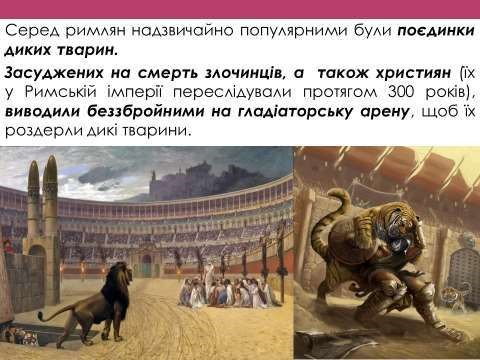 Серед римлян надзвичайно популярними були поєдинки
диких тварин.
Засуджених на смерть злочинців, а також християн (їх
у Римській імперії переслідували протягом 300 років),
виводили беззбройними на гладіаторську арену, щоб їх
роздерли дикі тварини.